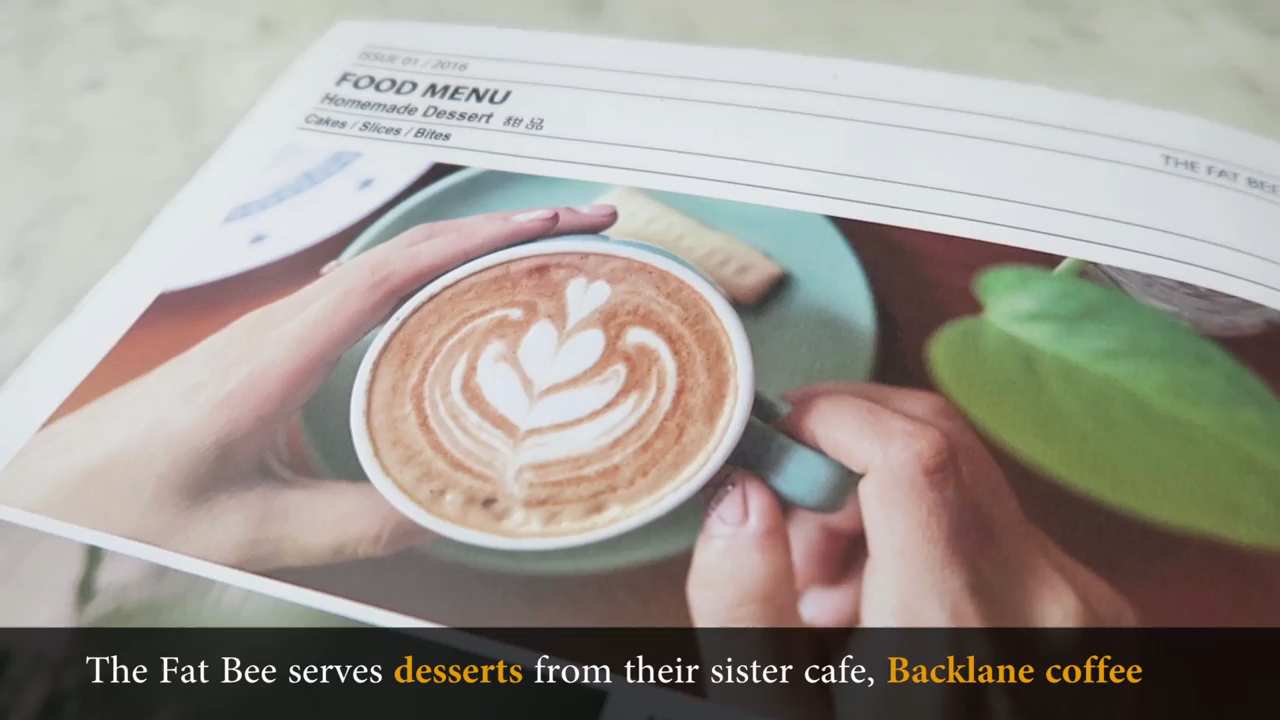 ISSUE 01 / 2016
FOOD MENU
Homemade Dessert 甜品
Cakes / Slices / Bites
THE FAT BEE
The Fat Bee serves desserts from their sister cafe, Backlane coffee